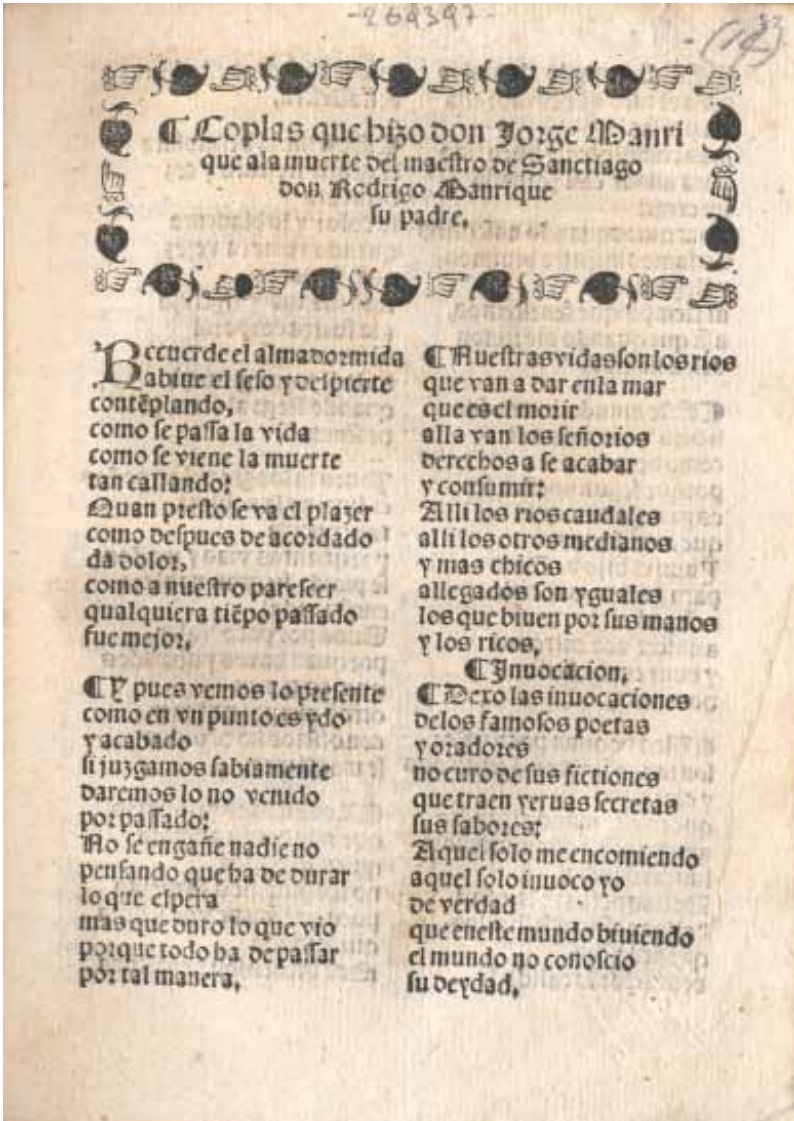 -269397-
(14)
¶ Coplas que hizo don Jorge Manri
que ala muerte del maestro de Sanctiago
don Rodrigo Manrique
su padre.
Recuerde el alma dormida
abiue el seso y despierte
contẽplando,
como se passa la vida
como se viene la muerte
tan callando:
Quan presto se va el plazer
como despues de acordado
da dolor,
como a nuestro parescer
qualquiera tiẽpo passado
fue mejor.
¶ Y pues vemos lo presente
como en vn punto es ydo
y acabado
si juzgamos sabiamente
daremos lo no venido
por passado:
No se engañe nadie no
pensando que ha de durar
lo que espera
mas que duro lo que vio
porque todo ha de passar
por tal manera.
¶ Nuestras vidas son los rios
que van a dar enla mar
que es el morir
alla van los señorios
derechos a se acabar
y consumir:
Alli los rios caudales
alli los otros medianos
y mas chicos
allegados son yguales
los que biuen por sus manos
y los ricos.
¶ Inuocacion.
¶ Dexo las inuocaciones
delos famosos poetas
y oradores
no curo de sus fictiones
que traen yeruas secretas
sus sabores:
Aquel solo me encomiendo
aquel solo inuoco yo
de verdad
que eneste mundo biuiendo
el mundo no conoscio
su deydad.